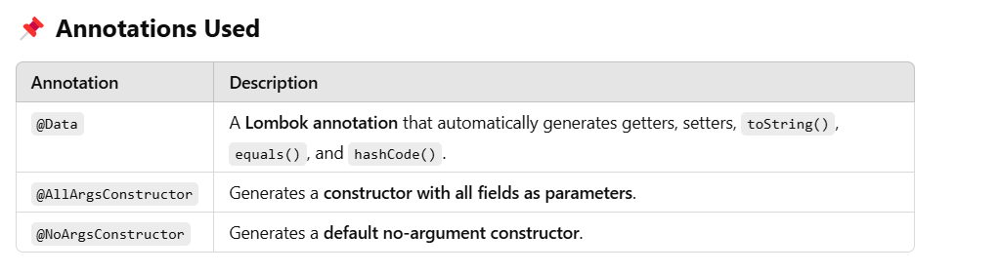 📌 Annotations Used
Annotation Description
@Data A Lombok annotation that automatically generates getters, setters, toString() ,
equals() , and hashCode() .
@AllArgsConstructor Generates a constructor with all fields as parameters.
@NoArgsConstructor Generates a default no-argument constructor.